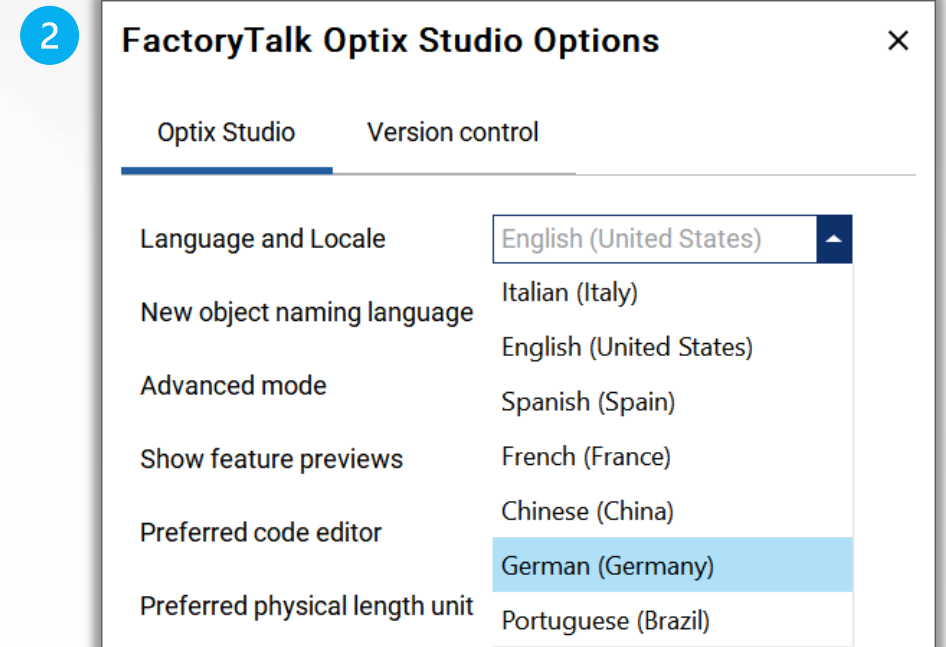 2
FactoryTalk Optix Studio Options
Optix Studio
Version control
Language and Locale
English (United States)
Italian (Italy)
New object naming language
English (United States)
Advanced mode
Spanish (Spain)
Show feature previews
French (France)
Chinese (China)
Preferred code editor
German (Germany)
Preferred physical length unit
Portuguese (Brazil)